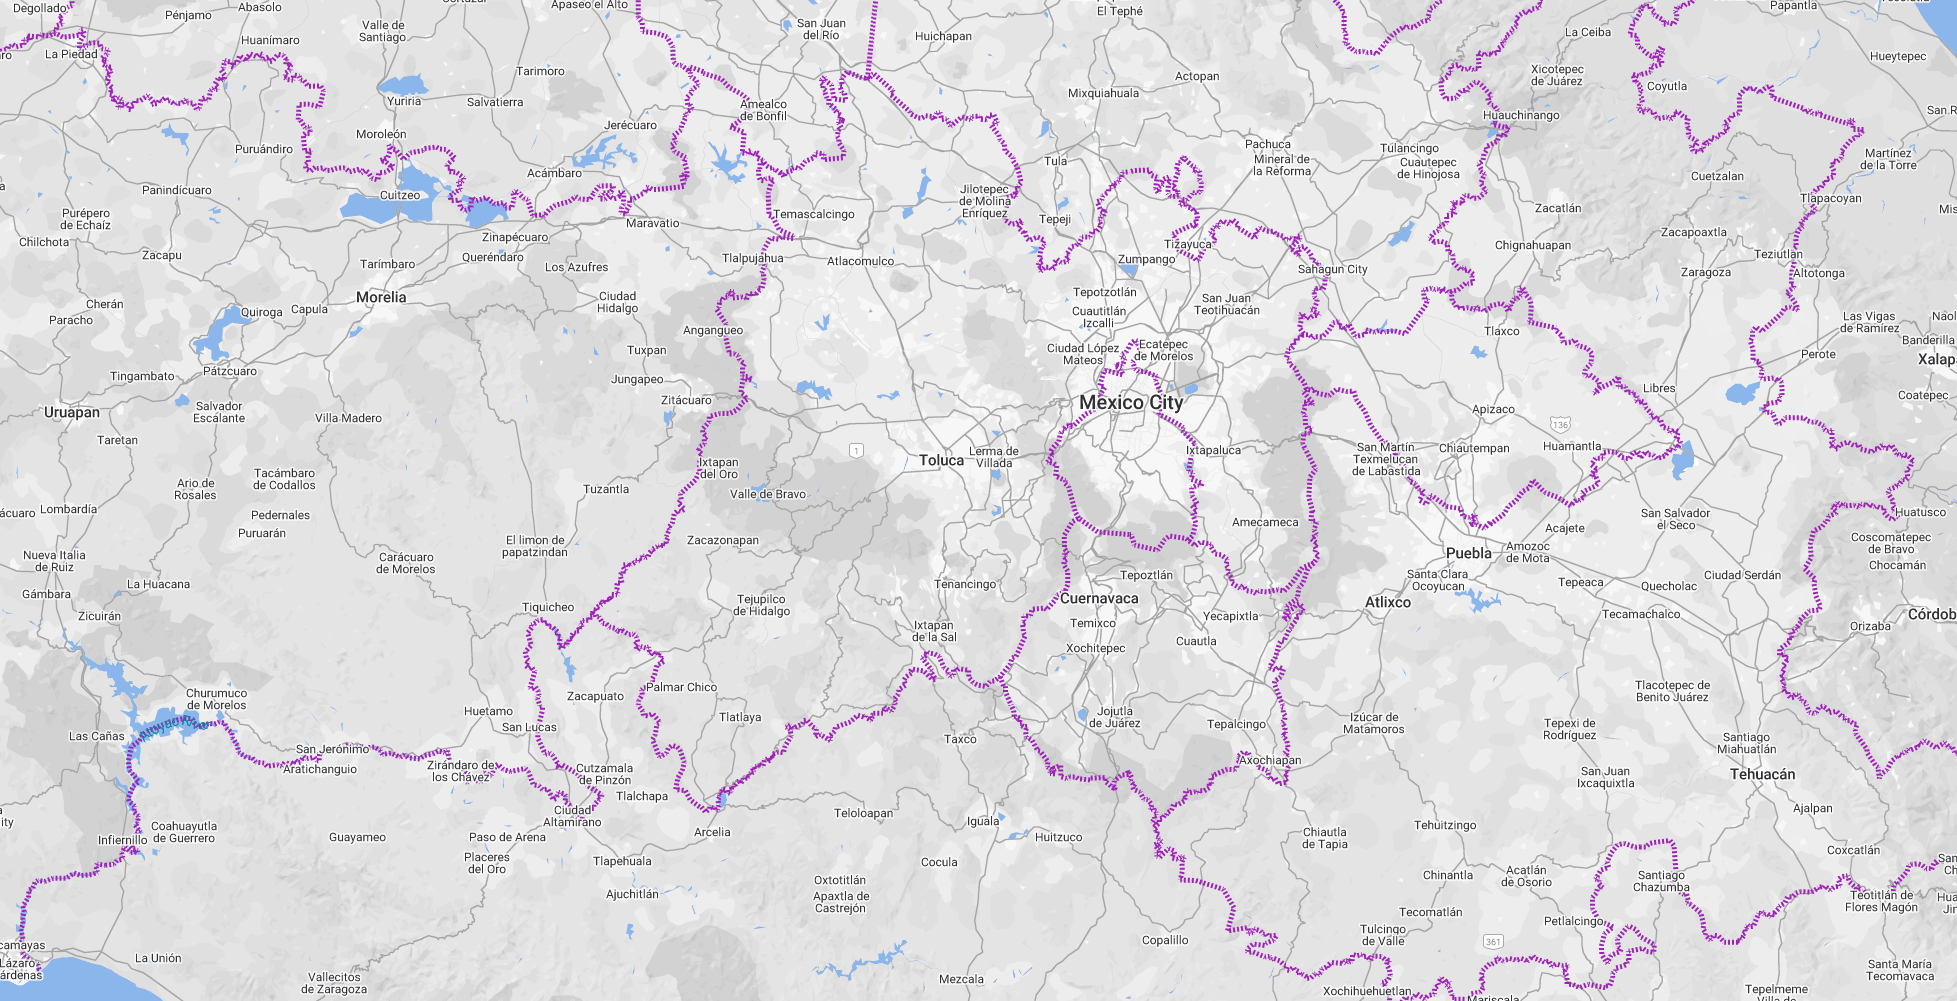 Degollado
Pénjamo
Abasolo
Valle de
Santiago
Apaseo el Alto
San Juan
del Río
Huichapan
El Tephé
La Ceiba
Papantla
Hueytepec
La Piedad
Huanímaro
Tarimoro
Yuriria
Salvatierra
Amealco
de Bonfil
Actopan
Mixquiahuala
Xicotepec
de Juárez
Coyutla
Huauchinango
San R
Moroleón
Jerécuaro
Puruándiro
Acámbaro
Panindícuaro
Cuitzeo
Tula
Pachuca
Mineral de
la Reforma
Tulancingo
Cuautepec
de Hinojosa
Cuetzalan
Martínez
de la Torre
Tlapacoyan
Purépero
de Echaíz
Chilchota
Zinapécuaro
Maravatio
Temascalcingo
Jilotepec
de Molina
Enríquez
Tepeji
Tizayuca
Zacatlán
Zacapoaxtla
Mis
Zacapu
Tarímbaro
Queréndaro
Los Azufres
Tlalpujahua
Atlacomulco
Zumpango
Sahagun City
Chignahuapan
Teziutlan
Zaragoza
Altotonga
Cherán
Paracho
Quiroga
Capula
Morelia
Ciudad
Hidalgo
Tepotzotlán
San Juan
Teotihuacán
Cuautitlán
Izcalli
Angangueo
Tlaxco
Las Vigas
de Ramírez
Naol
Banderilla
Tingambato
Pátzcuaro
Tuxpan
Jungapeo
Ciudad López
Mateos
Ecatepec
de Morelos
Perote
Xalap
Uruapan
Salvador
Escalante
Villa Madero
Zitácuaro
Mexico City
Libres
Apizaco
136
Coatepec
Taretan
1
Toluca
Lerma de
Villada
Ixtapaluca
San Martín
Texmelucan
de Labastida
Chiautempan
Huamantla
Ixtapan
del Oro
Ario de
Rosales
Tacámbaro
de Codallos
Tuzantla
Valle de Bravo
ácuaro
Lombardía
Pedernales
Puruarán
Amecameca
San Salvador
el Seco
Huatusco
Acajete
Nueva Italia
de Ruiz
Carácuaro
de Morelos
El limon de
papatzindan
Zacazonapan
Puebla
Amozoc
de Mota
Coscomatepec
de Bravo
Chocamán
La Huacana
Gámbara
Tenancingo
Tepoztlán
Santa Clara
Ocoyucan
Tepeaca
Quecholac
Ciudad Serdán
Zicuirán
Tiquicheo
Tejupilco
de Hidalgo
Cuernavaca
Yecapixtla
Atlixco
Tecamachalco
Córdob
Orizaba
Ixtapan
de la Sal
Temixco
Cuautla
Xochitepec
Churumuco
de Morelos
Zacapuato
Palmar Chico
Tlacotepec de
Benito Juárez
Las Cañas
Huetamo
San Lucas
Tlatlaya
Jojutla
de Juárez
Tepalcingo
Izúcar de
Matamoros
Tepexi de
Rodríguez
Taxco
Santiago
Miahuatlán
San Jerónimo
Aratichanguio
Zirándaro de
los Chávez
Cutzamala
de Pinzón
Axochiapan
San Juan
Ixcaquixtla
Tehuacán
Tlalchapa
Ajalpan
Infiernillo
Coahuayutla
de Guerrero
Guayameo
Paso de Arena
Ciudad
Altamirano
Arcelia
Teloloapan
Iguala
Huitzuco
Chiautla
de Tapia
Tehuitzingo
Placeres
del Oro
Tlapehuala
Cocula
Coxcatlán
Ajuchitlán
Oxtotitlán
Apaxtla de
Castrejón
Chinantla
Acatlán
de Osorio
Santiago
Chazumba
Teotitlán de
Flores Magón
Tecomatlán
Petlalcingo
La Unión
Copalillo
Tulcingo
de Valle
361
Lázaro
Cárdenas
Vallecitos
de Zaragoza
Mezcala
Xochihuehuetlan
Mariscala
Santa María
Tecomavaca
Tepelmeme